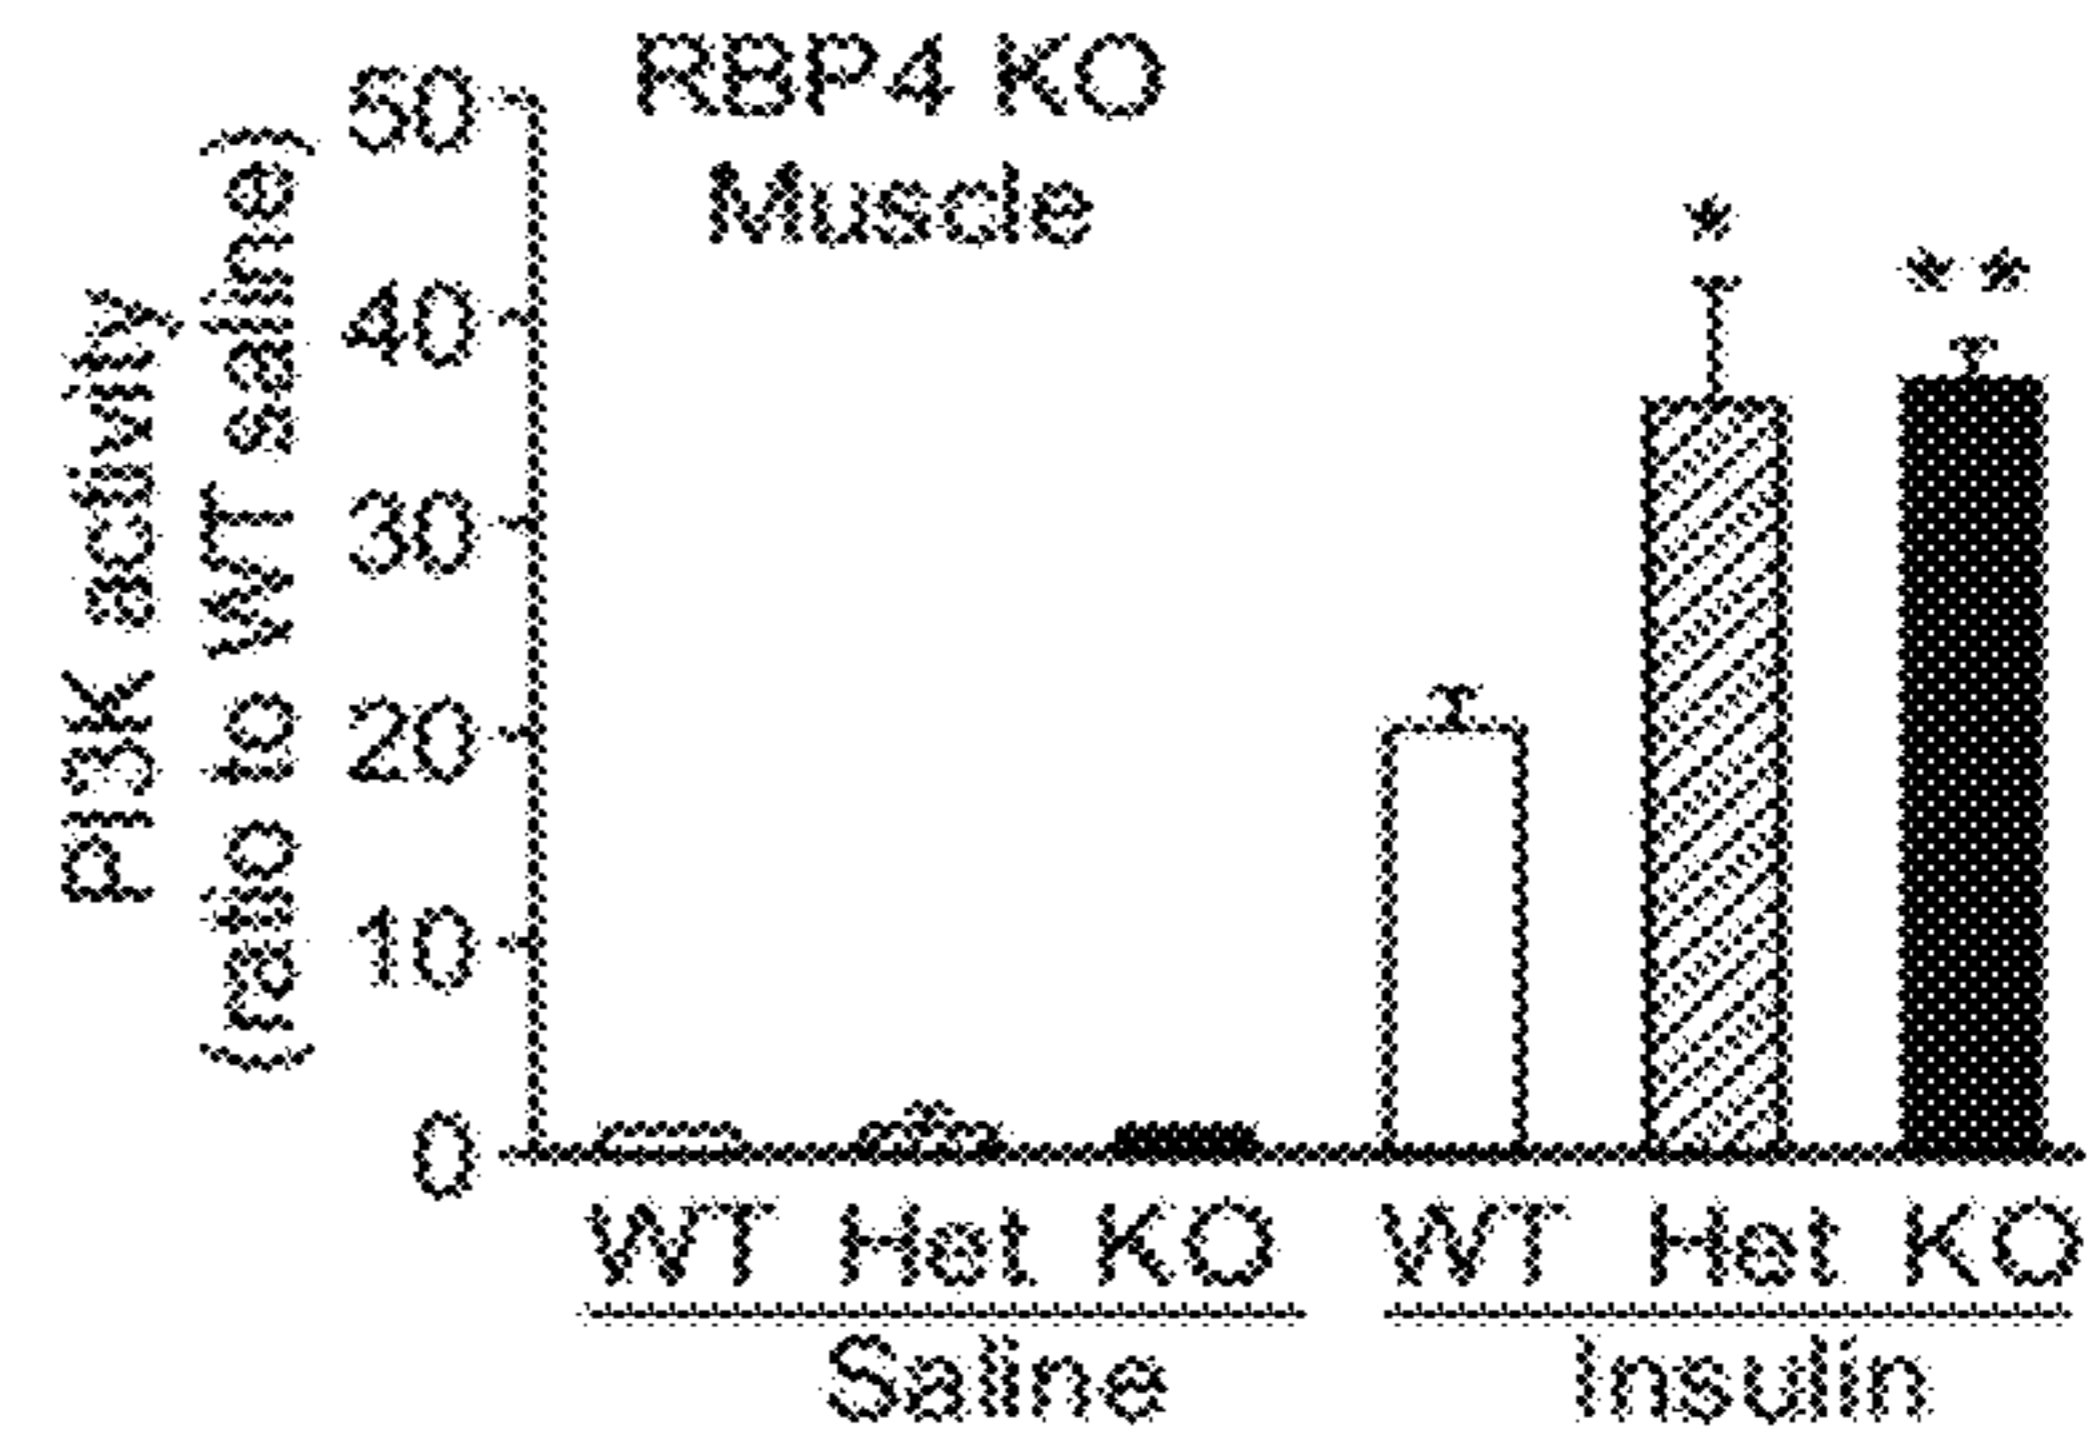 RBP4 KO
Muscle
PI3K activity
(ratio to WT saline)
50
40
30
20
10
0
*
**
WT Het KO WT Het KO
Saline Insulin